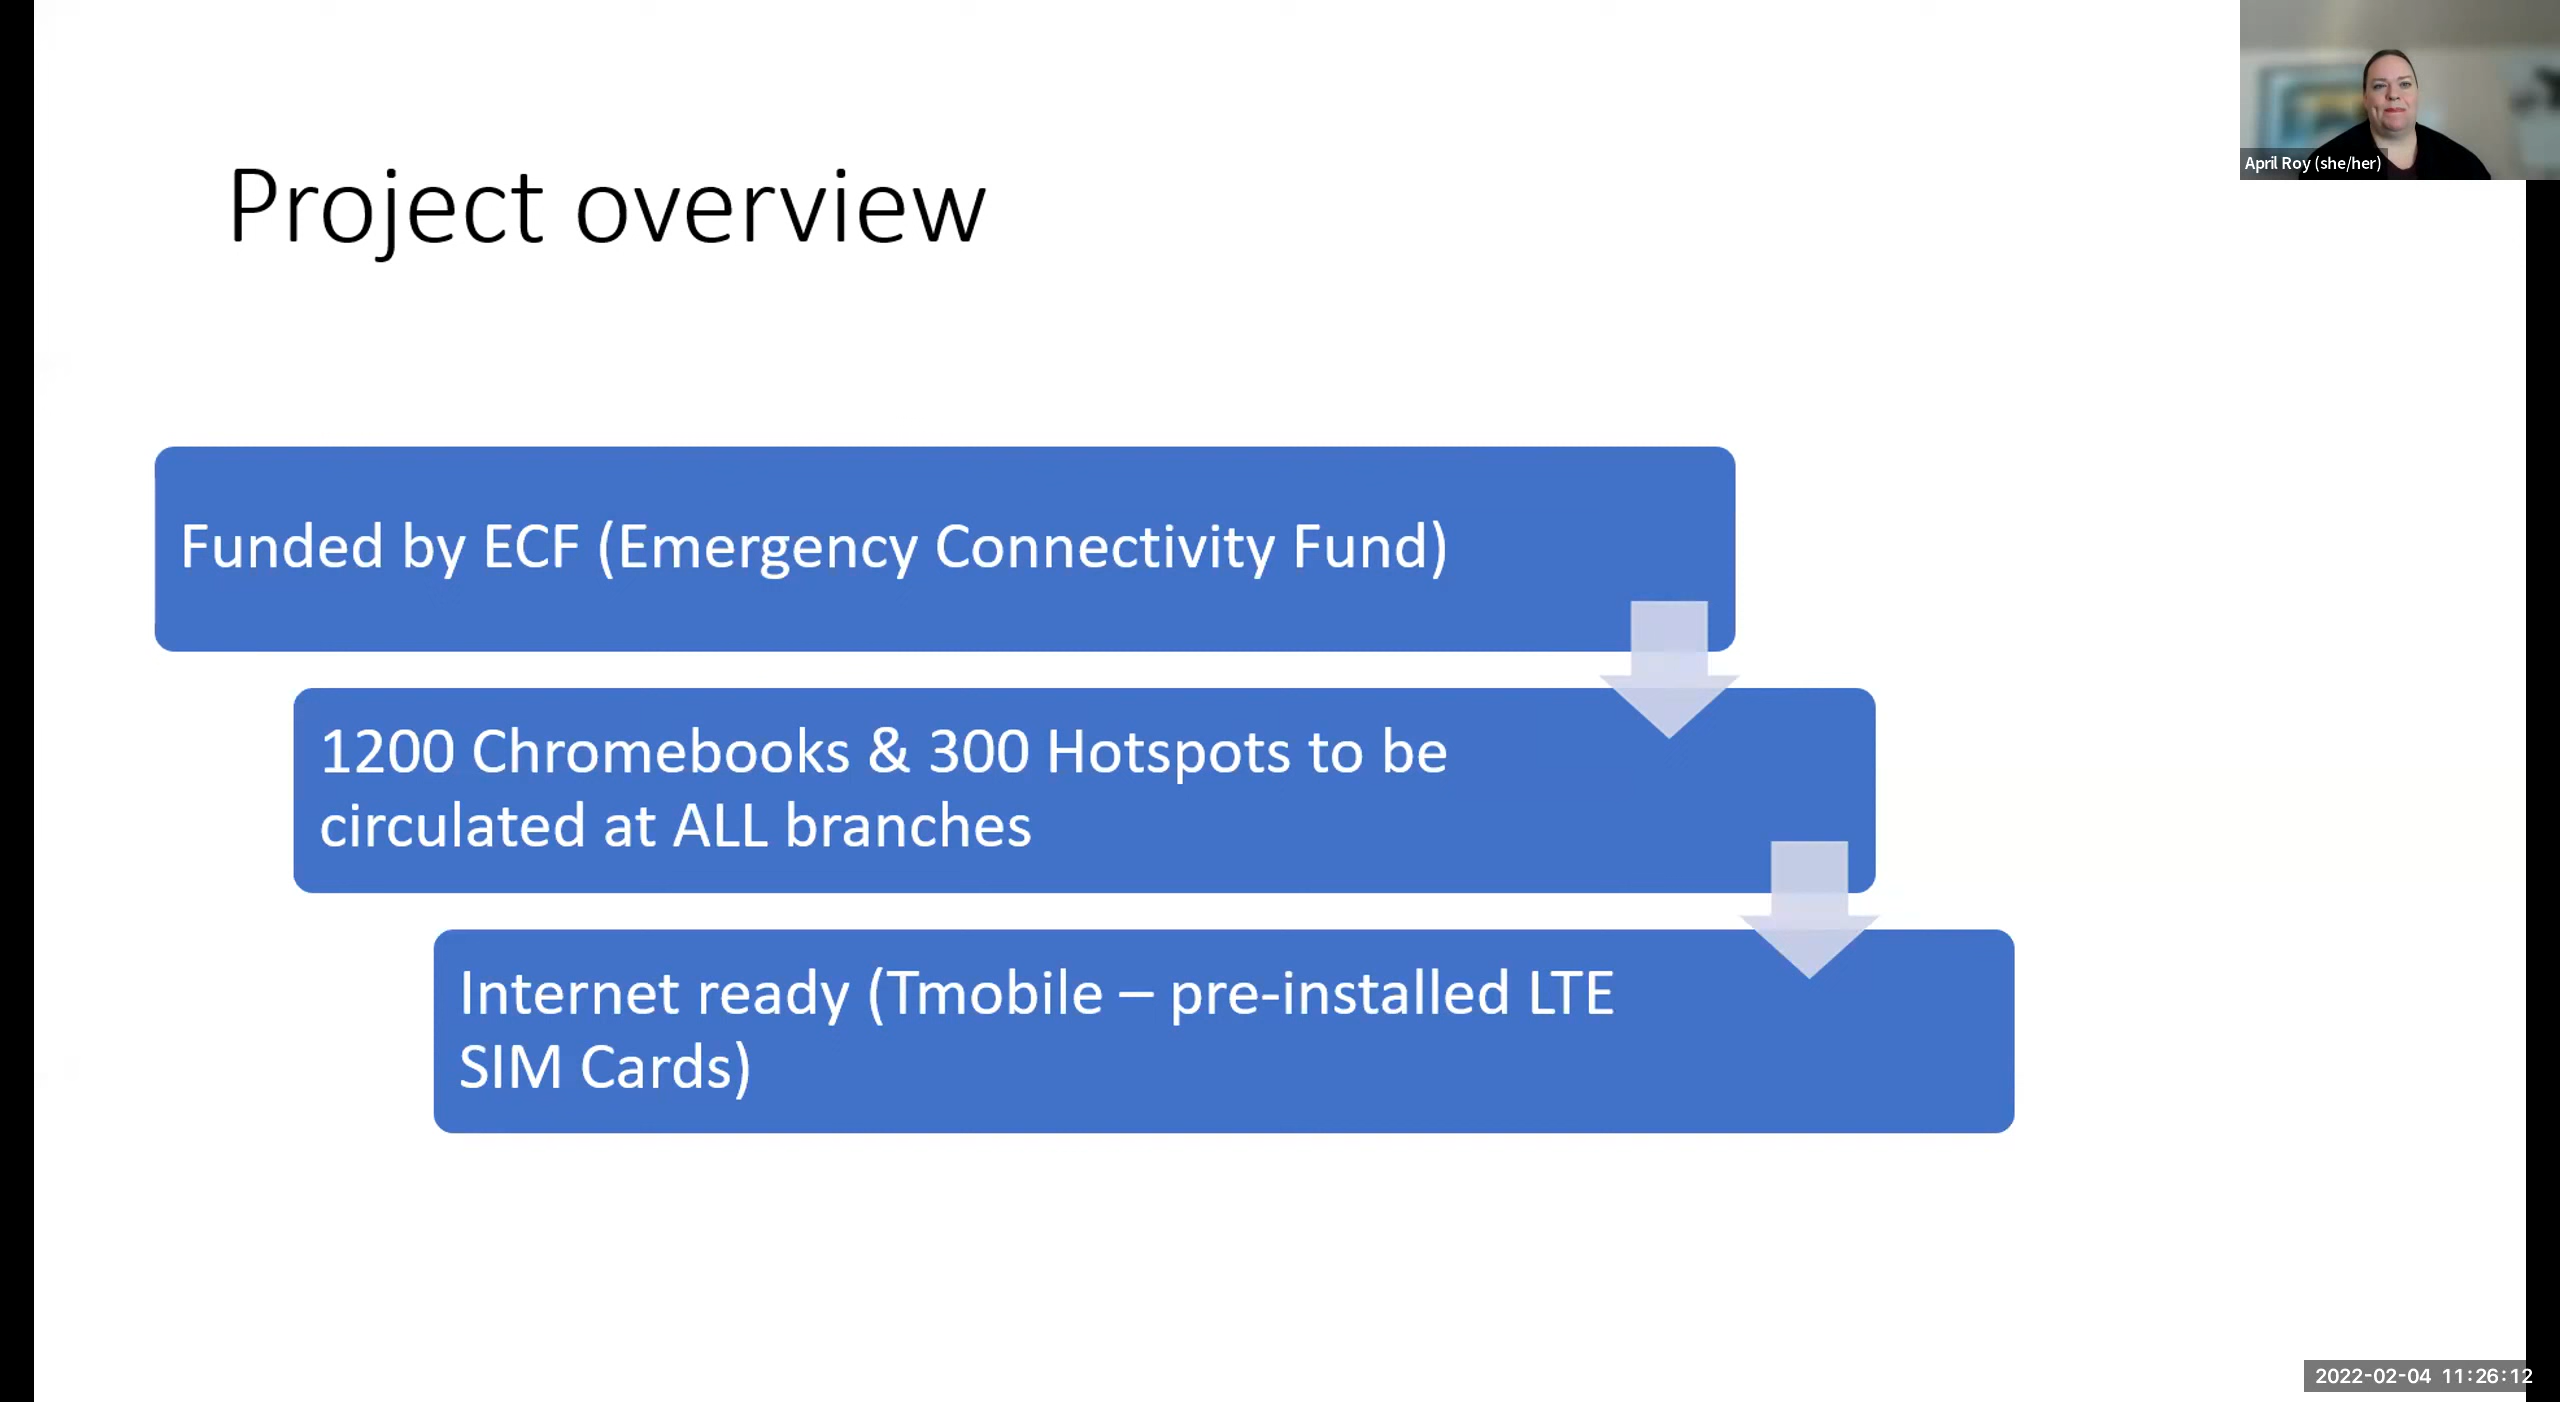 Project overview
April Roy (she/her)
Funded by ECF (Emergency Connectivity Fund)
1200 Chromebooks & 300 Hotspots to be
circulated at ALL branches
Internet ready (Tmobile – pre-installed LTE
SIM Cards)
2022-02-04 11:26:12